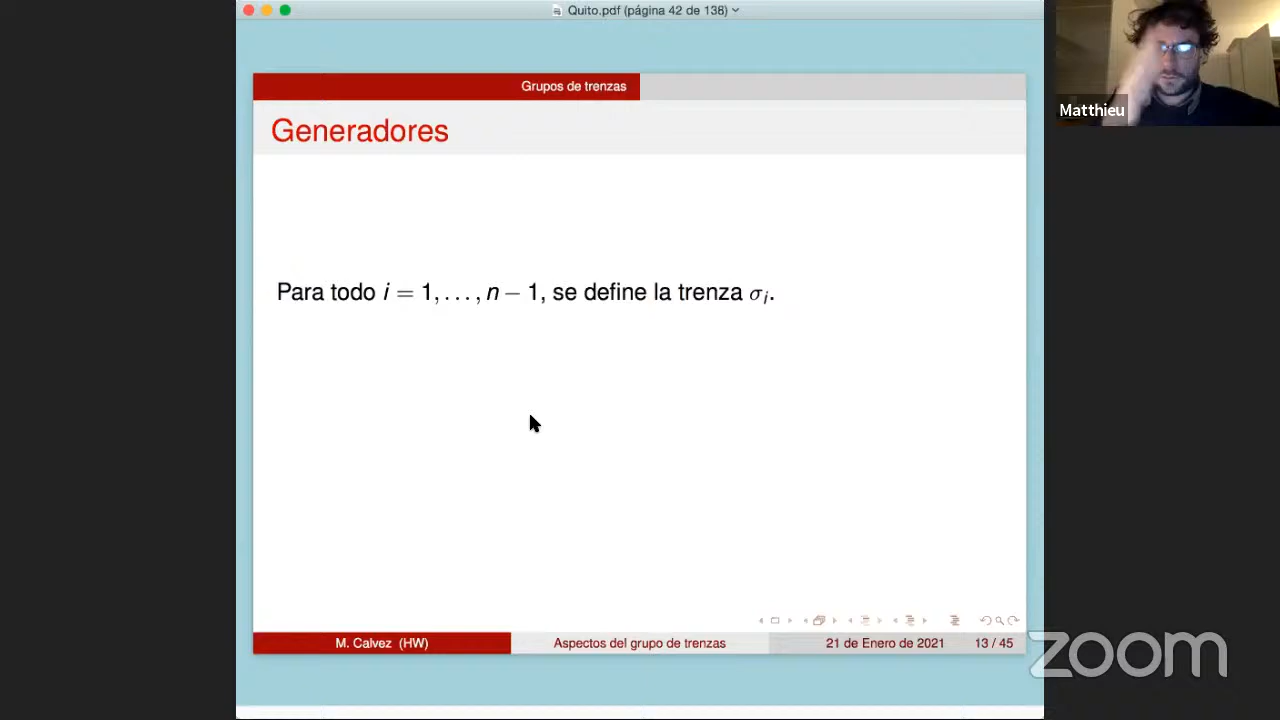 Quito.pdf (página 42 de 138)
Matthieu
Grupos de trenzas
Generadores
Para todo i = 1, . . . , n − 1, se define la trenza σᵢ.
M. Calvez (HW)
Aspectos del grupo de trenzas
21 de Enero de 2021
13 / 45
zoom